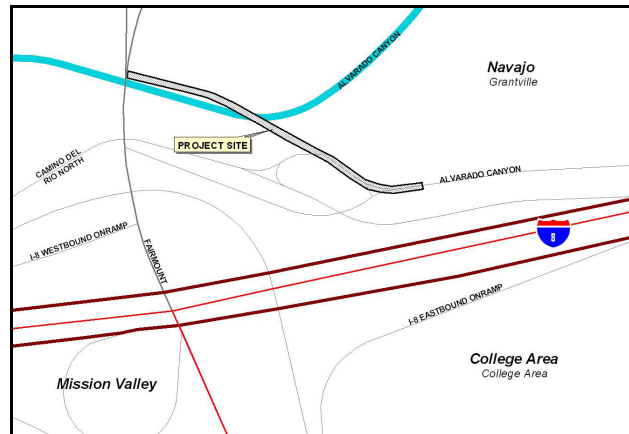 Navajo
Grantville
ALVARADO CANYON
PROJECT SITE
CAMINO DEL
RIO NORTH
ALVARADO CANYON
I-8 WESTBOUND ONRAMP
FAIRMOUNT
8
I-8 EASTBOUND ONRAMP
College Area
College Area
Mission Valley